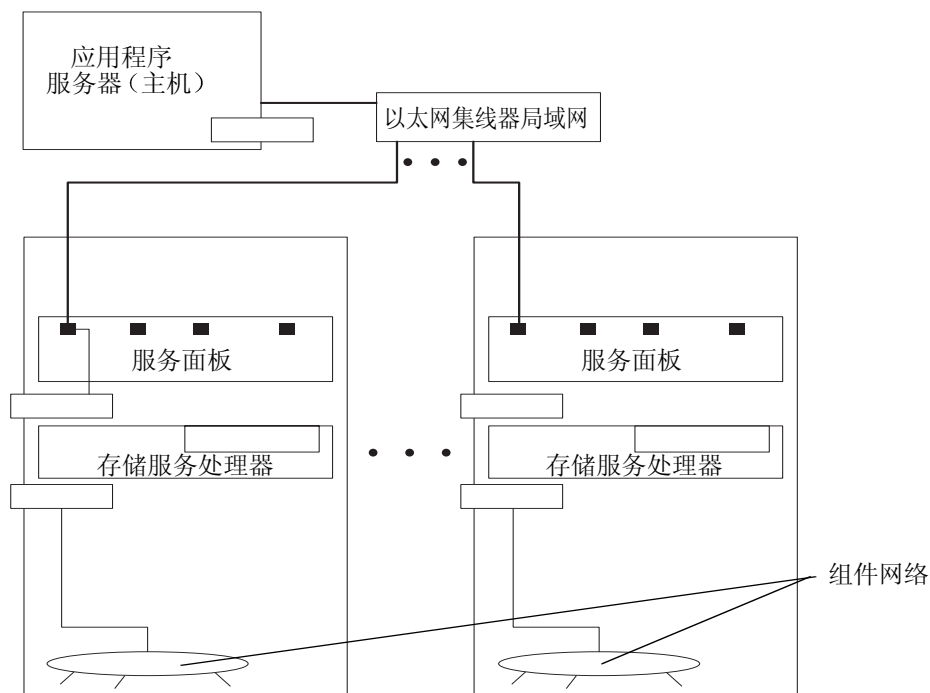 应用程序
服务器（主机）
以太网集线器局域网
服务面板
服务面板
存储服务处理器
存储服务处理器
组件网络